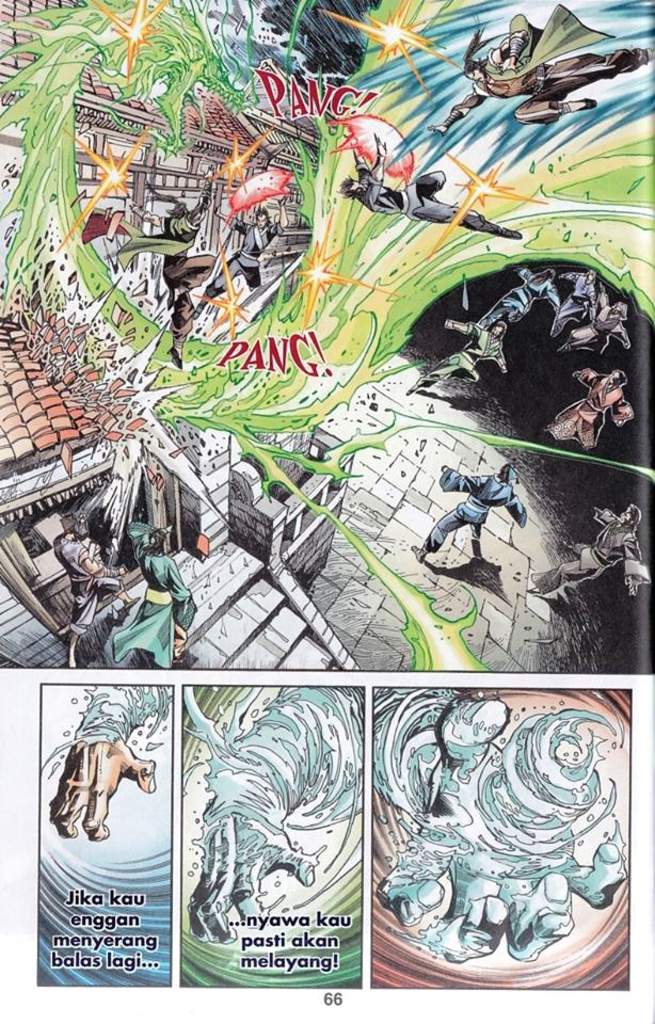 PANG!
PANG!
Jika kau
enggan
menyerang
balas lagi...
...nyawa kau
pasti akan
melayang!
66